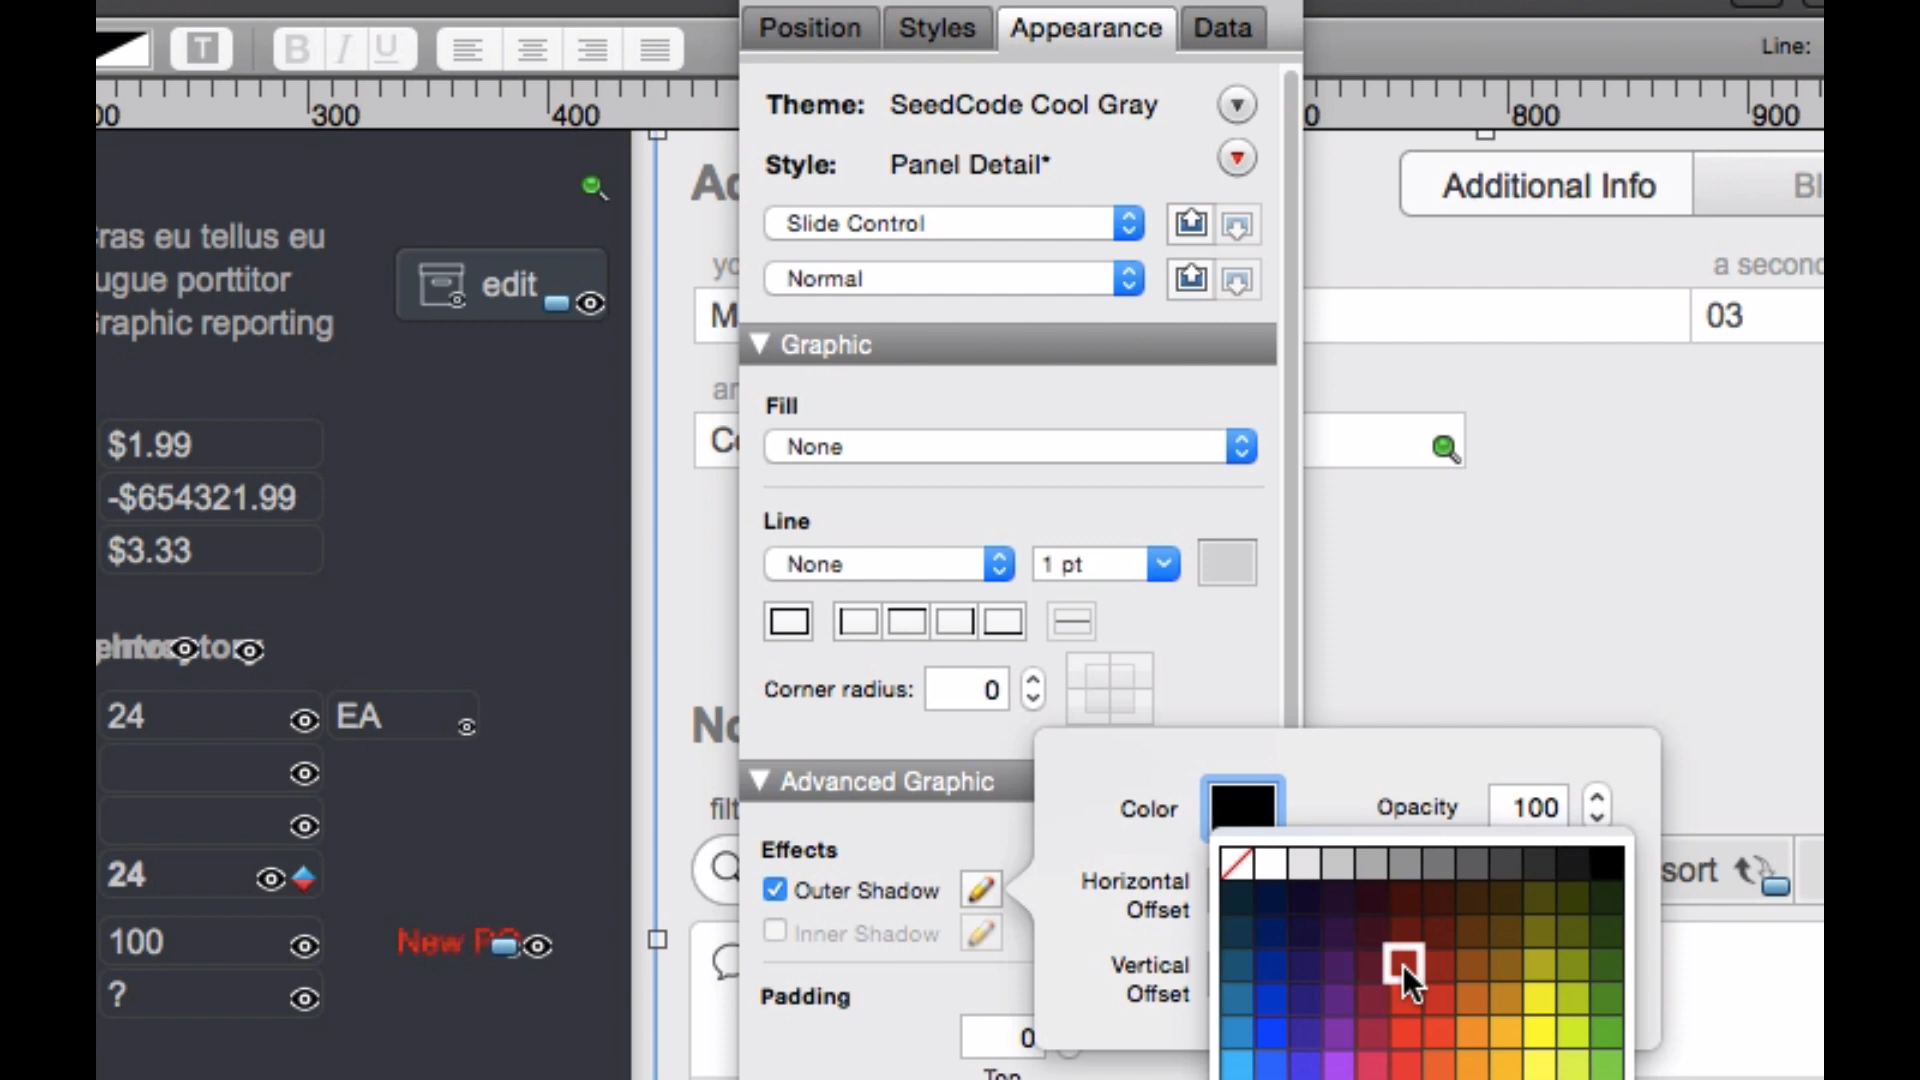 Position Styles Appearance Data
T B I U Line:
300 400 800 900
Theme: SeedCode Cool Gray
Style: Panel Detail*
Additional Info
Slide Control
ras eu tellus eu
ugue porttitor
raphic reporting
edit
Normal
a second
03
Graphic
Fill
None
$1.99
-$654321.99
$3.33
Line
None 1 pt
Corner radius: 0
24 EA
Advanced Graphic
Color Opacity 100
Effects
Outer Shadow
Inner Shadow
Horizontal
Offset
sort
24
100 New
Vertical
Offset
Padding
?
0